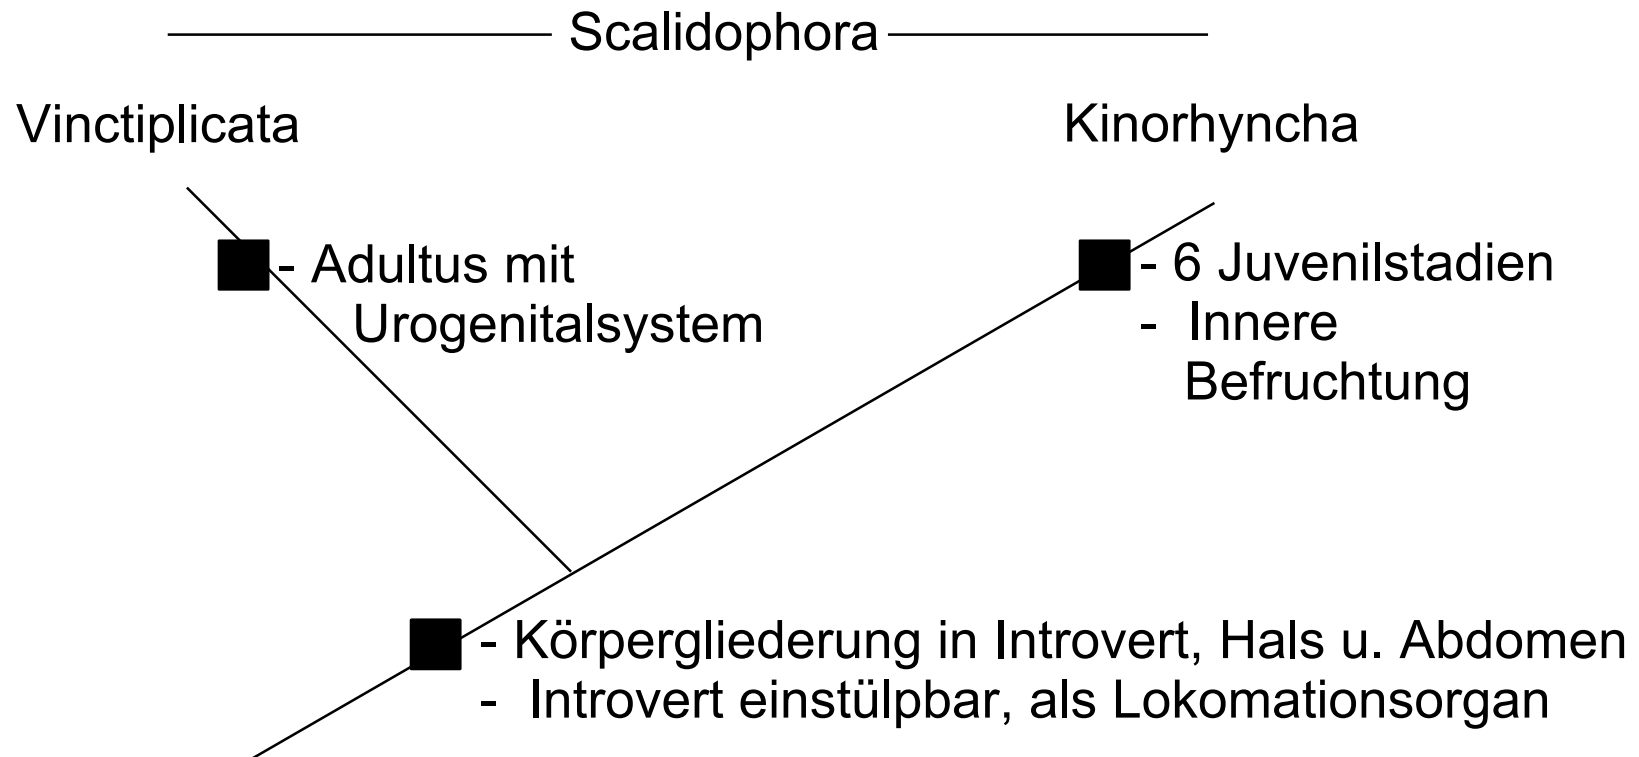 Scalidophora
Vinctiplicata
Kinorhyncha
- Adultus mit
Urogenitalsystem
- 6 Juvenilstadien
- Innere
Befruchtung
- Körpergliederung in Introvert, Hals u. Abdomen
- Introvert einstülpbar, als Lokomationsorgan